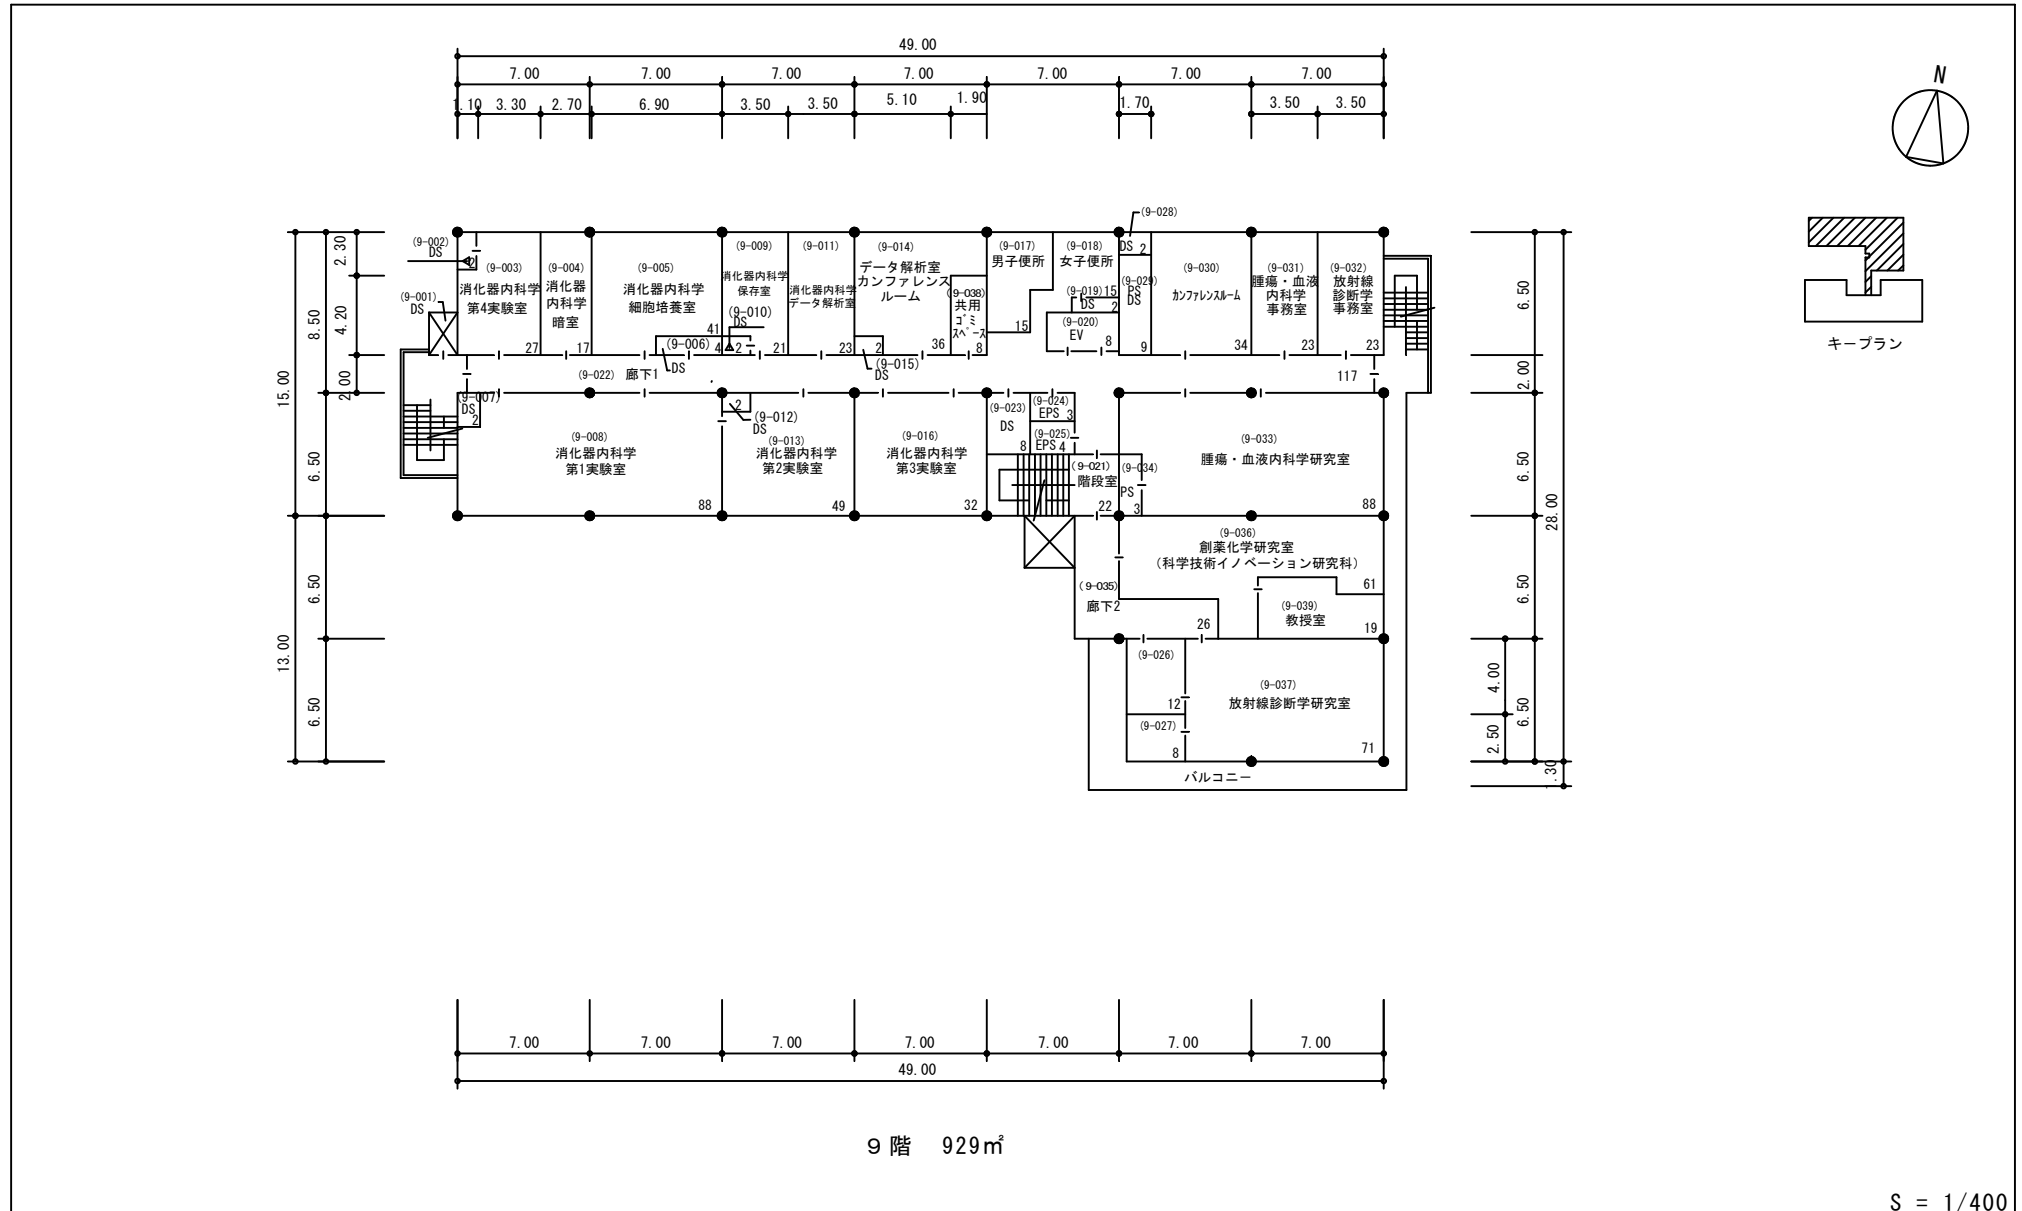 49.00
7.00 7.00 7.00 7.00 7.00 7.00 7.00
1.10 3.30 2.70 6.90 3.50 3.50 5.10 1.90 1.70 3.50 3.50
N
キープラン
15.00
13.00
8.50
6.50
6.50
6.50
2.30
4.20
2.00
(9-001)
DS
(9-002)
DS
2
(9-003)
消化器内科学
第4実験室
27
(9-004)
消化器
内科学
暗室
17
(9-005)
消化器内科学
細胞培養室
41
(9-006)
DS
4
(9-009)
消化器内科学
保存室
21
(9-010)
DS
2
(9-011)
消化器内科学
データ解析室
23
(9-014)
データ解析室
カンファレンス
ルーム
36
(9-015)
DS
2
(9-038)
共用
ゴミ
スペース
8
(9-017)
男子便所
15
(9-018)
女子便所
15
(9-019)
DS
2
(9-020)
EV
8
(9-028)
DS
2
(9-029)
PS
DS
9
(9-030)
カンファレンスルーム
34
(9-031)
腫瘍・血液
内科学
事務室
23
(9-032)
放射線
診断学
事務室
23
(9-022) 廊下1
117
(9-007)
DS
2
(9-008)
消化器内科学
第1実験室
88
(9-012)
DS
2
(9-013)
消化器内科学
第2実験室
49
(9-016)
消化器内科学
第3実験室
32
(9-023)
DS
8
(9-024)
EPS
3
(9-025)
EPS 4
(9-021)
階段室
22
(9-034)
PS
3
(9-033)
腫瘍・血液内科学研究室
88
(9-036)
創薬化学研究室
(科学技術イノベーション研究科)
61
(9-035)
廊下2
26
(9-039)
教授室
19
(9-026)
12
(9-027)
8
(9-037)
放射線診断学研究室
71
バルコニー
6.50
2.00
6.50
6.50
6.50
4.00
2.50
28.00
1.30
7.00 7.00 7.00 7.00 7.00 7.00 7.00
49.00
9階 929㎡
S = 1/400